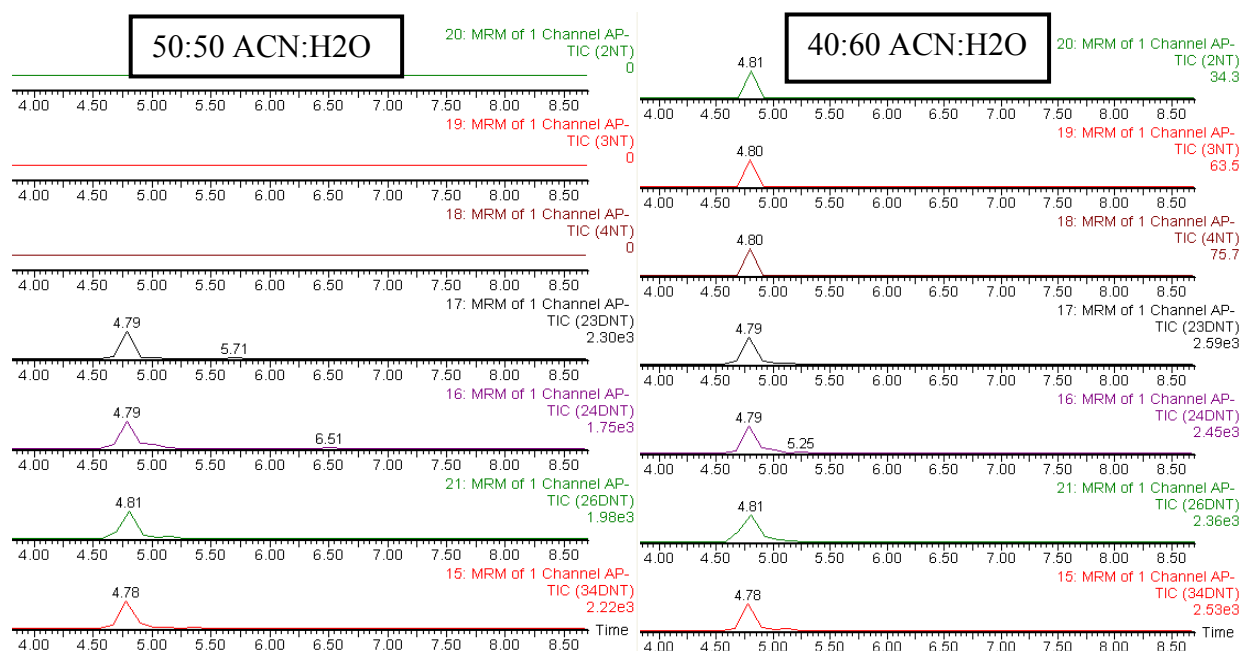 50:50 ACN:H2O
20: MRM of 1 Channel AP-
TIC (2NT)
0
4.00 4.50 5.00 5.50 6.00 6.50 7.00 7.50 8.00 8.50
19: MRM of 1 Channel AP-
TIC (3NT)
0
4.00 4.50 5.00 5.50 6.00 6.50 7.00 7.50 8.00 8.50
18: MRM of 1 Channel AP-
TIC (4NT)
0
4.00 4.50 5.00 5.50 6.00 6.50 7.00 7.50 8.00 8.50
17: MRM of 1 Channel AP-
TIC (23DNT)
2.30e3
4.79
5.71
4.00 4.50 5.00 5.50 6.00 6.50 7.00 7.50 8.00 8.50
16: MRM of 1 Channel AP-
TIC (24DNT)
1.75e3
4.79
6.51
4.00 4.50 5.00 5.50 6.00 6.50 7.00 7.50 8.00 8.50
21: MRM of 1 Channel AP-
TIC (26DNT)
1.98e3
4.81
4.00 4.50 5.00 5.50 6.00 6.50 7.00 7.50 8.00 8.50
15: MRM of 1 Channel AP-
TIC (34DNT)
2.22e3
4.78
Time
4.00 4.50 5.00 5.50 6.00 6.50 7.00 7.50 8.00 8.50
40:60 ACN:H2O
20: MRM of 1 Channel AP-
TIC (2NT)
34.3
4.81
4.00 4.50 5.00 5.50 6.00 6.50 7.00 7.50 8.00 8.50
19: MRM of 1 Channel AP-
TIC (3NT)
63.5
4.80
4.00 4.50 5.00 5.50 6.00 6.50 7.00 7.50 8.00 8.50
18: MRM of 1 Channel AP-
TIC (4NT)
75.7
4.80
4.00 4.50 5.00 5.50 6.00 6.50 7.00 7.50 8.00 8.50
17: MRM of 1 Channel AP-
TIC (23DNT)
2.59e3
4.79
4.00 4.50 5.00 5.50 6.00 6.50 7.00 7.50 8.00 8.50
16: MRM of 1 Channel AP-
TIC (24DNT)
2.45e3
4.79
5.25
4.00 4.50 5.00 5.50 6.00 6.50 7.00 7.50 8.00 8.50
21: MRM of 1 Channel AP-
TIC (26DNT)
2.36e3
4.81
4.00 4.50 5.00 5.50 6.00 6.50 7.00 7.50 8.00 8.50
15: MRM of 1 Channel AP-
TIC (34DNT)
2.53e3
4.78
Time
4.00 4.50 5.00 5.50 6.00 6.50 7.00 7.50 8.00 8.50